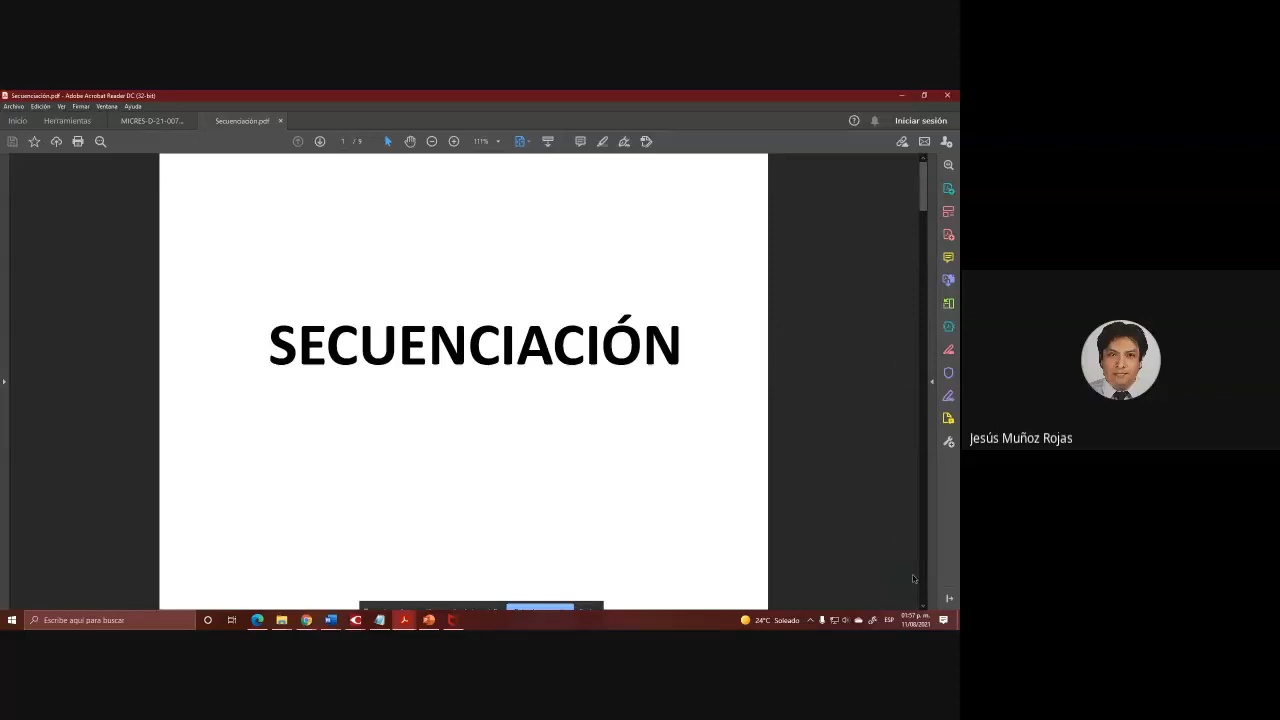 Secuenciación.pdf - Adobe Acrobat Reader DC (32-bit)
Archivo Edición Ver Firmar Ventana Ayuda
Inicio Herramientas MICRES-D-21-007... Secuenciación.pdf × Iniciar sesión
1 / 9 111%
SECUENCIACIÓN
Jesús Muñoz Rojas
Escribe aquí para buscar 24°C Soleado ESP 01:57 p. m.
11/08/2021